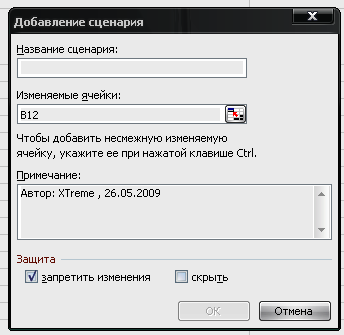 Добавление сценария
Название сценария:
Изменяемые ячейки:
B12
Чтобы добавить несмежную изменяемую
ячейку, укажите ее при нажатой клавише Ctrl.
Примечание:
Автор: XTreme , 26.05.2009
Защита
запретить изменения скрыть
ОК Отмена